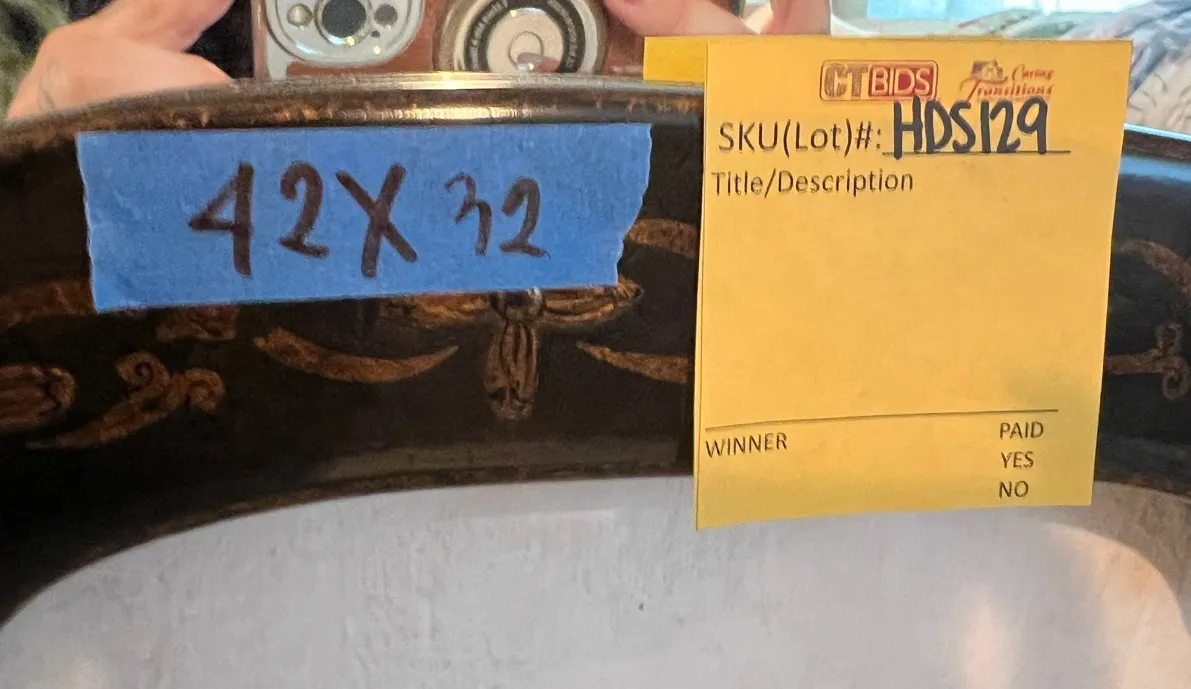 42X32
CTBIDS
Caring
Transitions
SKU(Lot)#: HDS129
Title/Description
WINNER
PAID
YES
NO